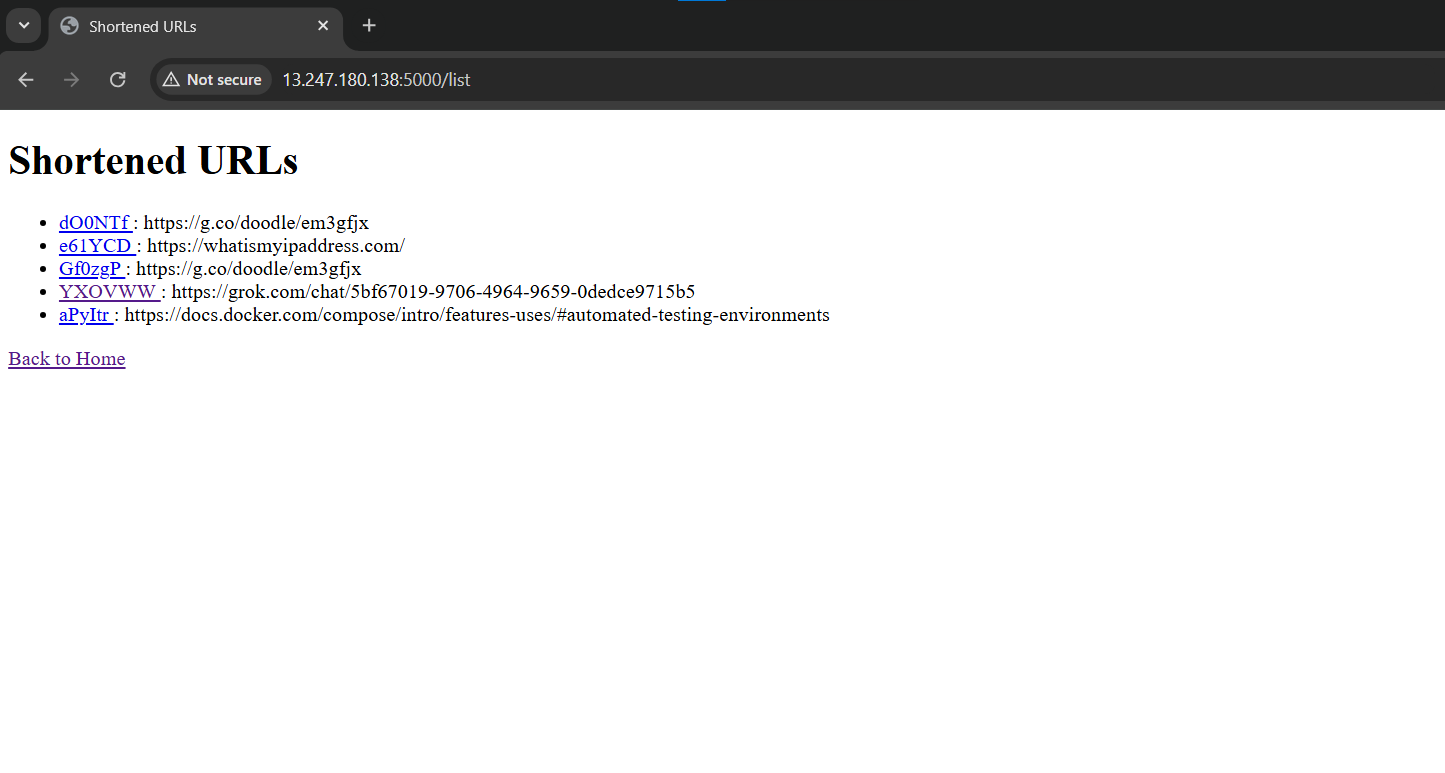 Shortened URLs
Not secure 13.247.180.138:5000/list
Shortened URLs
dO0NTf : https://g.co/doodle/em3gfjx
e61YCD : https://whatismyipaddress.com/
Gf0zgP : https://g.co/doodle/em3gfjx
YXOVWW : https://grok.com/chat/5bf67019-9706-4964-9659-0dedce9715b5
aPyItr : https://docs.docker.com/compose/intro/features-uses/#automated-testing-environments
Back to Home